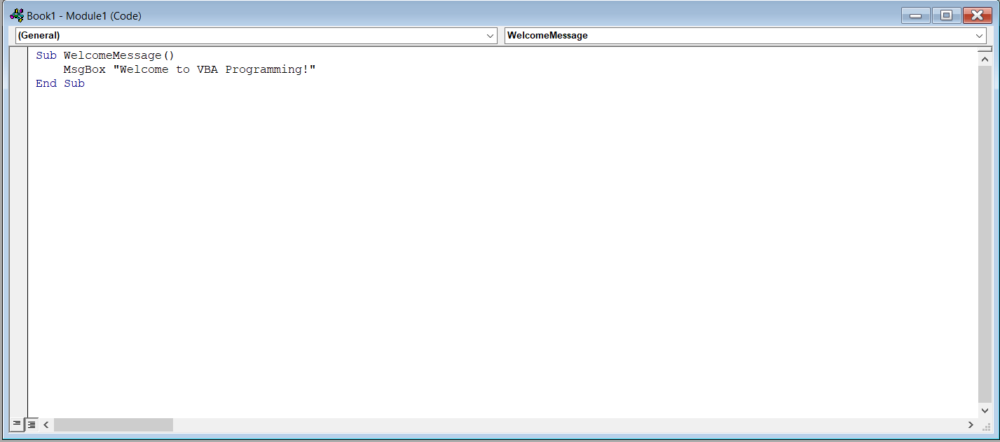 Book1 - Module1 (Code)
(General) WelcomeMessage
Sub WelcomeMessage()
    MsgBox "Welcome to VBA Programming!"
End Sub